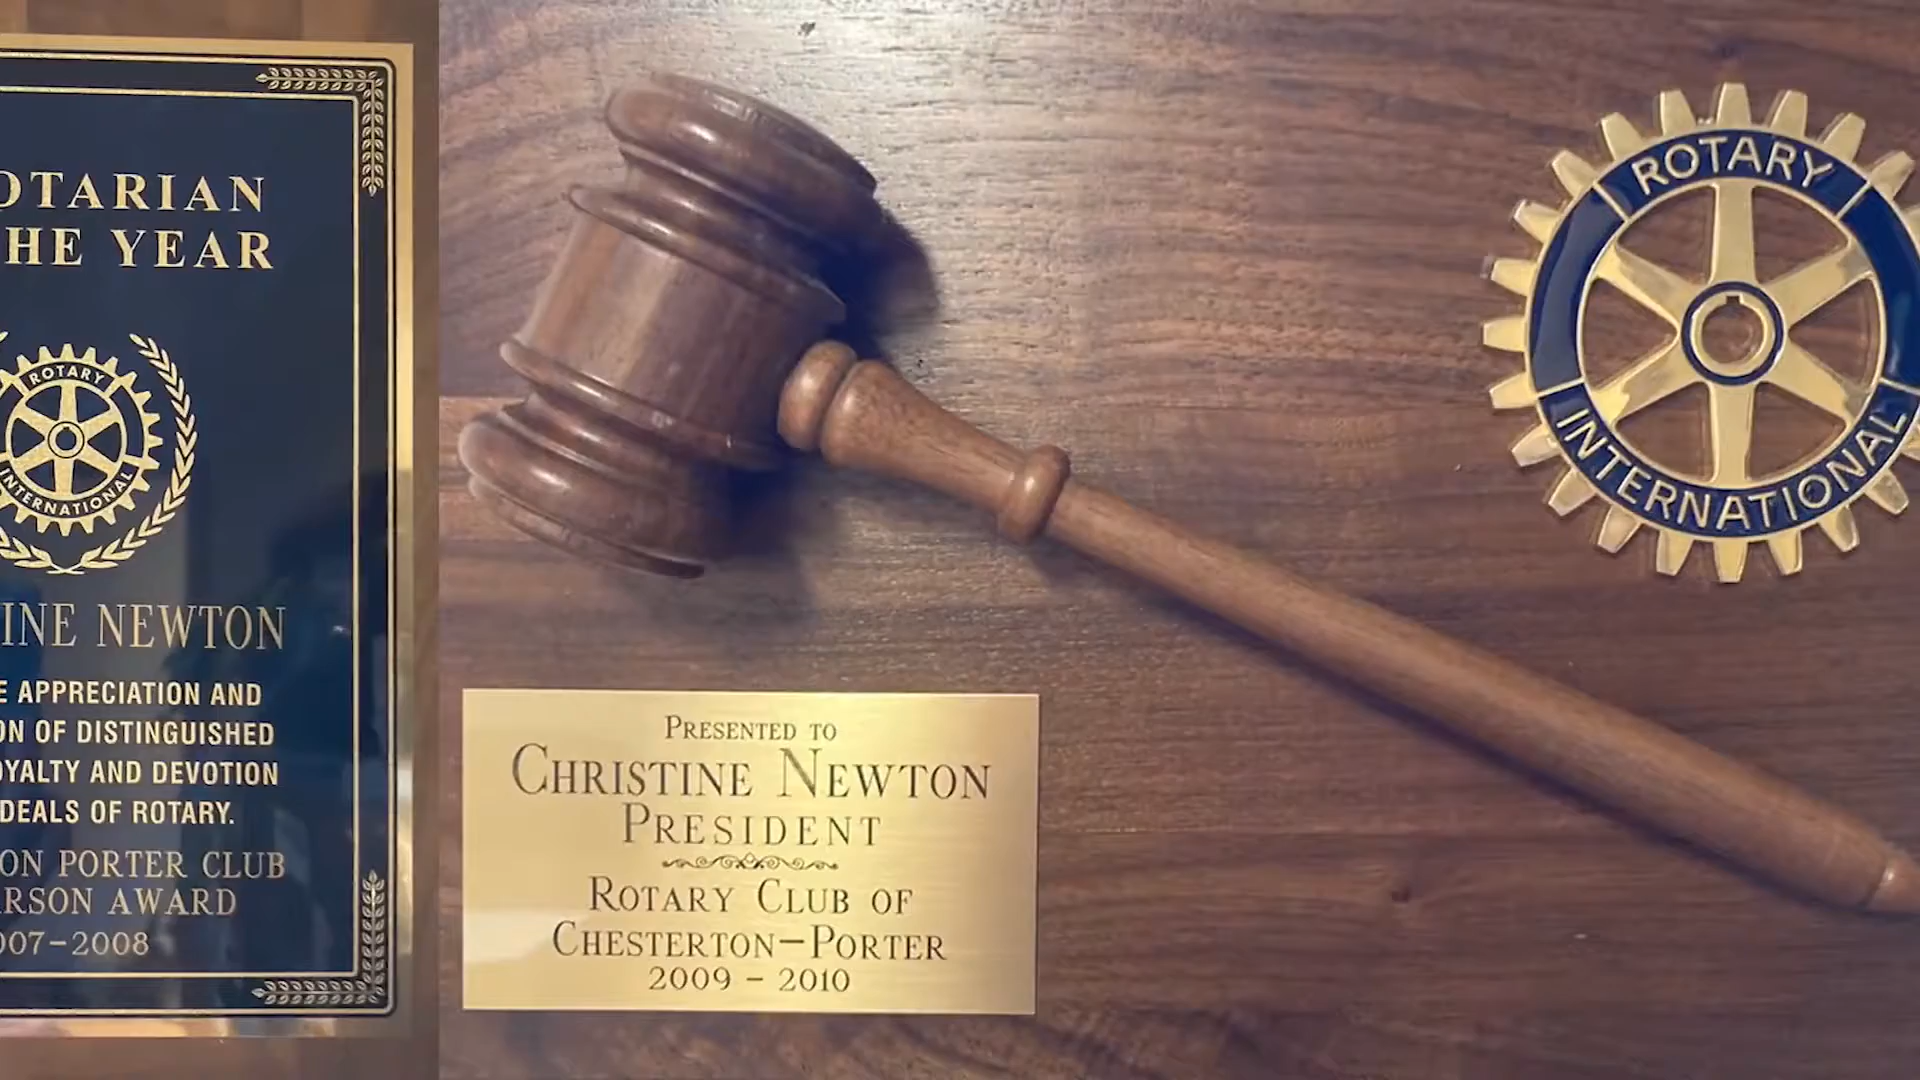 OTARIAN
HE YEAR
ROTARY
INTERNATIONAL
INE NEWTON
E APPRECIATION AND
ON OF DISTINGUISHED
OYALTY AND DEVOTION
DEALS OF ROTARY.
ON PORTER CLUB
ARSON AWARD
007-2008
PRESENTED TO
CHRISTINE NEWTON
PRESIDENT
ROTARY CLUB OF
CHESTERTON-PORTER
2009 - 2010
ROTARY
INTERNATIONAL